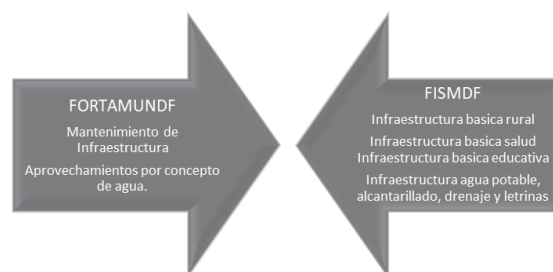 FORTAMUNDF
Mantenimiento de
Infraestructura
Aprovechamientos por concepto
de agua.
FISMDF
Infraestructura basica rural
Infraestructura basica salud
Infraestructura basica educativa
Infraestructura agua potable,
alcantarillado, drenaje y letrinas